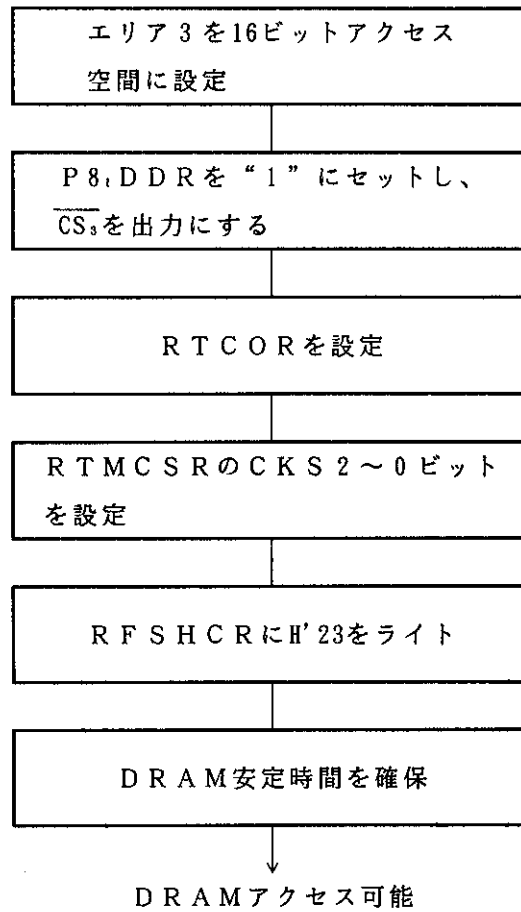 エリア3を16ビットアクセス
空間に設定
P8₁DDRを“1”にセットし、
C̅S̅₃を出力にする
RTCORを設定
RTMCSRのCKS2～0ビット
を設定
RFSHCRにH'23をライト
DRAM安定時間を確保
DRAMアクセス可能